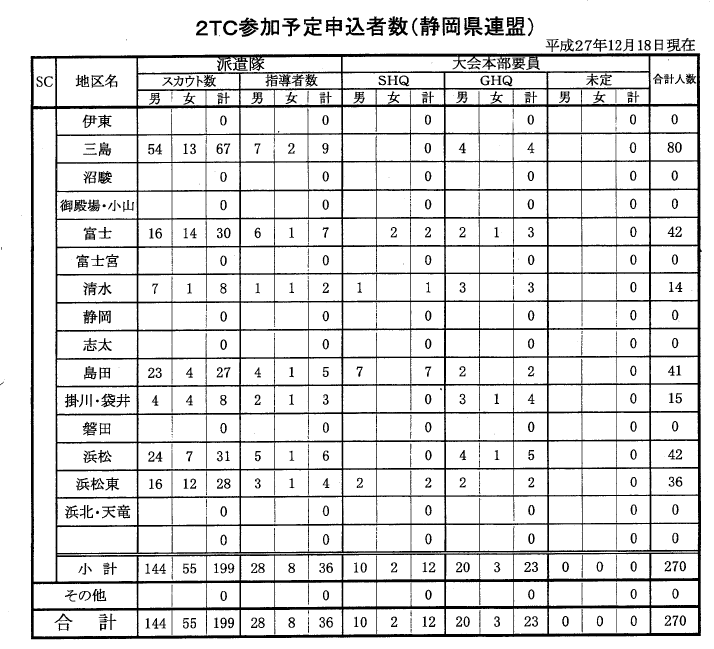 2TC参加予定申込者数(静岡県連盟)
平成27年12月18日現在
SC 地区名 派遣隊 大会本部要員 合計人数
スカウト数 指導者数 SHQ GHQ 未定
男 女 計 男 女 計 男 女 計 男 女 計 男 女 計
伊東 0 0 0 0 0 0
三島 54 13 67 7 2 9 0 4 4 0 80
沼駿 0 0 0 0 0 0
御殿場・小山 0 0 0 0 0 0
富士 16 14 30 6 1 7 2 2 2 1 3 0 42
富士宮 0 0 0 0 0 0
清水 7 1 8 1 1 2 1 1 3 3 0 14
静岡 0 0 0 0 0 0
志太 0 0 0 0 0 0
島田 23 4 27 4 1 5 7 7 2 2 0 41
掛川・袋井 4 4 8 2 1 3 0 3 1 4 0 15
磐田 0 0 0 0 0 0
浜松 24 7 31 5 1 6 0 4 1 5 0 42
浜松東 16 12 28 3 1 4 2 2 2 2 0 36
浜北・天竜 0 0 0 0 0 0
0 0 0 0 0 0
小計 144 55 199 28 8 36 10 2 12 20 3 23 0 0 0 270
その他 0 0 0 0 0 0
合計 144 55 199 28 8 36 10 2 12 20 3 23 0 0 0 270